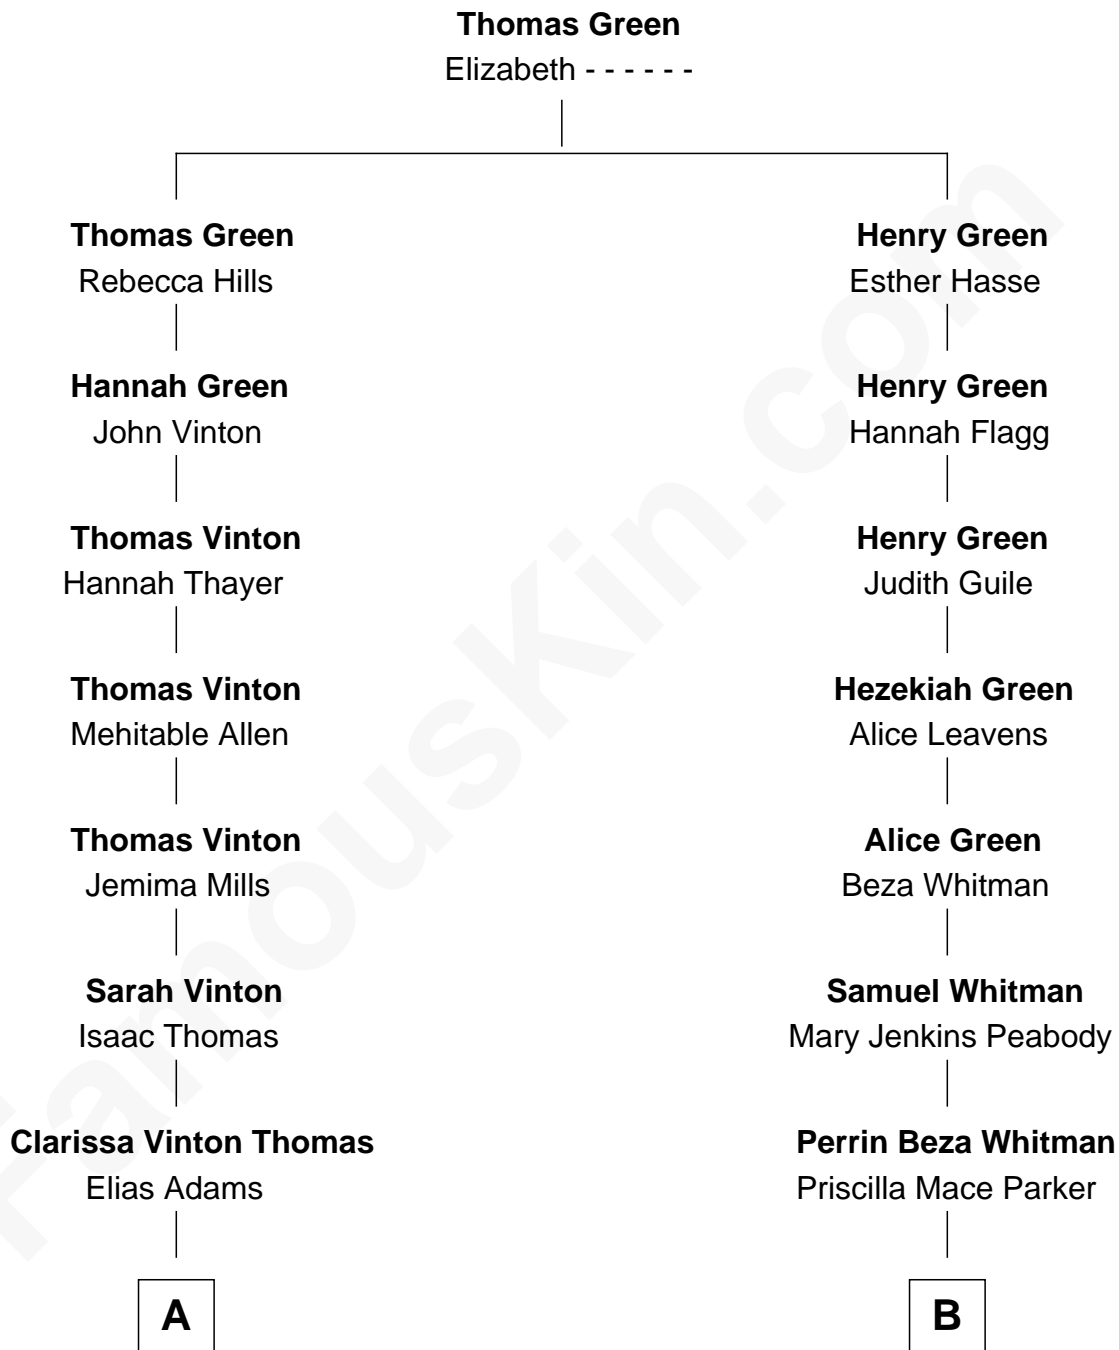 Thomas Green
Elizabeth - - - - - -
Thomas Green
Rebecca Hills
Henry Green
Esther Hasse
Hannah Green
John Vinton
Henry Green
Hannah Flagg
Thomas Vinton
Hannah Thayer
Henry Green
Judith Guile
Thomas Vinton
Mehitable Allen
Hezekiah Green
Alice Leavens
Thomas Vinton
Jemima Mills
Alice Green
Beza Whitman
Sarah Vinton
Isaac Thomas
Samuel Whitman
Mary Jenkins Peabody
Clarissa Vinton Thomas
Elias Adams
Perrin Beza Whitman
Priscilla Mace Parker
A
B
FamousKin.com